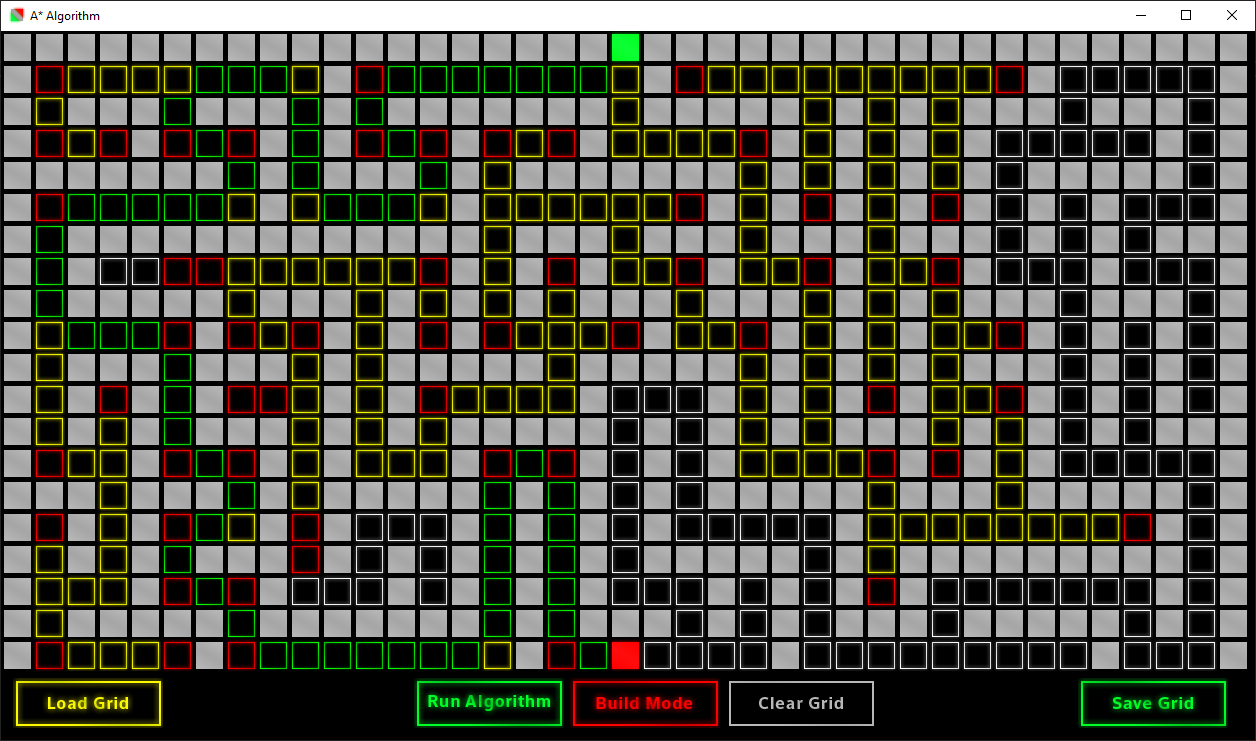 A* Algorithm
Load Grid
Run Algorithm
Build Mode
Clear Grid
Save Grid